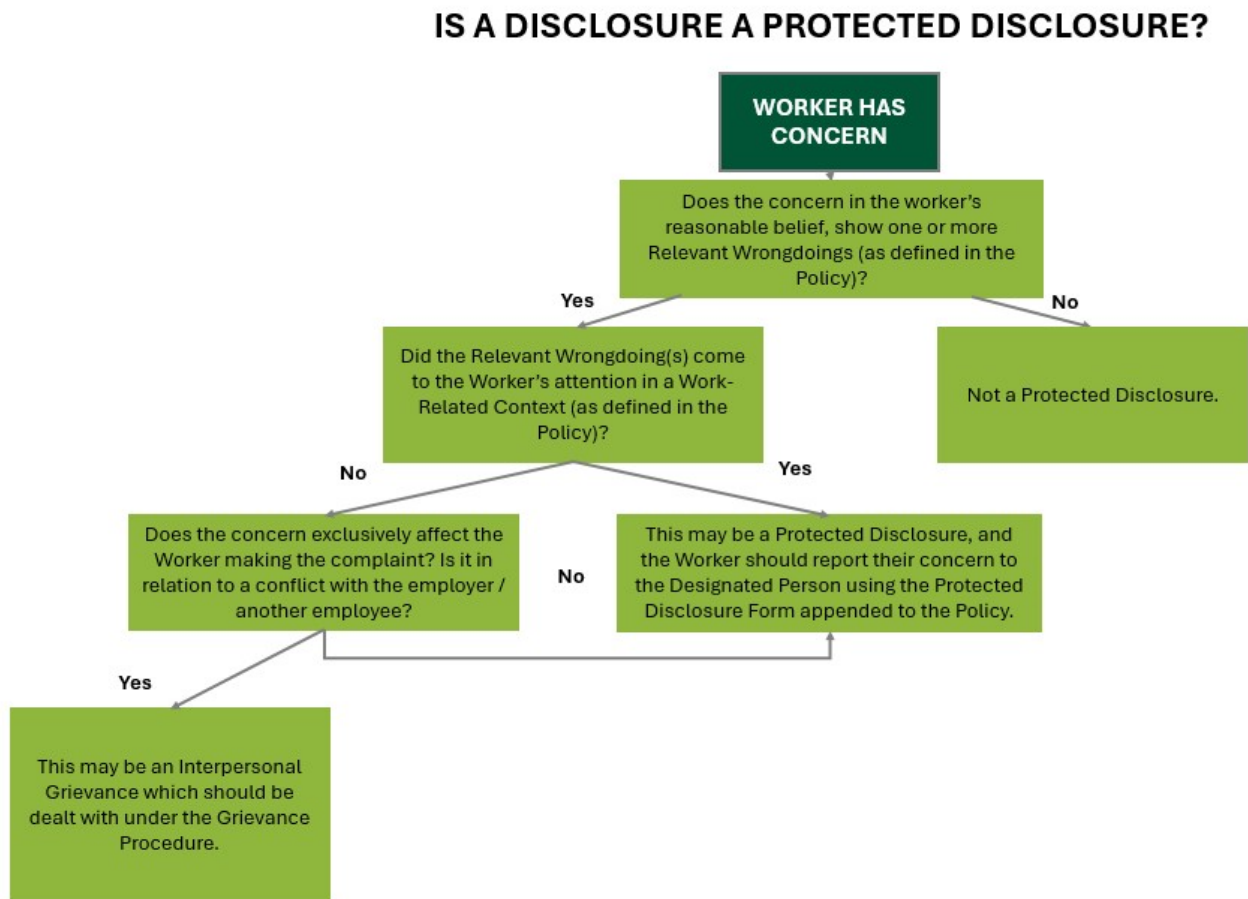 IS A DISCLOSURE A PROTECTED DISCLOSURE?
WORKER HAS
CONCERN
Does the concern in the worker’s
reasonable belief, show one or more
Relevant Wrongdoings (as defined in the
Policy)?
Yes
No
Did the Relevant Wrongdoing(s) come
to the Worker’s attention in a Work-
Related Context (as defined in the
Policy)?
Not a Protected Disclosure.
No
Yes
Does the concern exclusively affect the
Worker making the complaint? Is it in
relation to a conflict with the employer /
another employee?
No
This may be a Protected Disclosure, and
the Worker should report their concern to
the Designated Person using the Protected
Disclosure Form appended to the Policy.
Yes
This may be an Interpersonal
Grievance which should be
dealt with under the Grievance
Procedure.